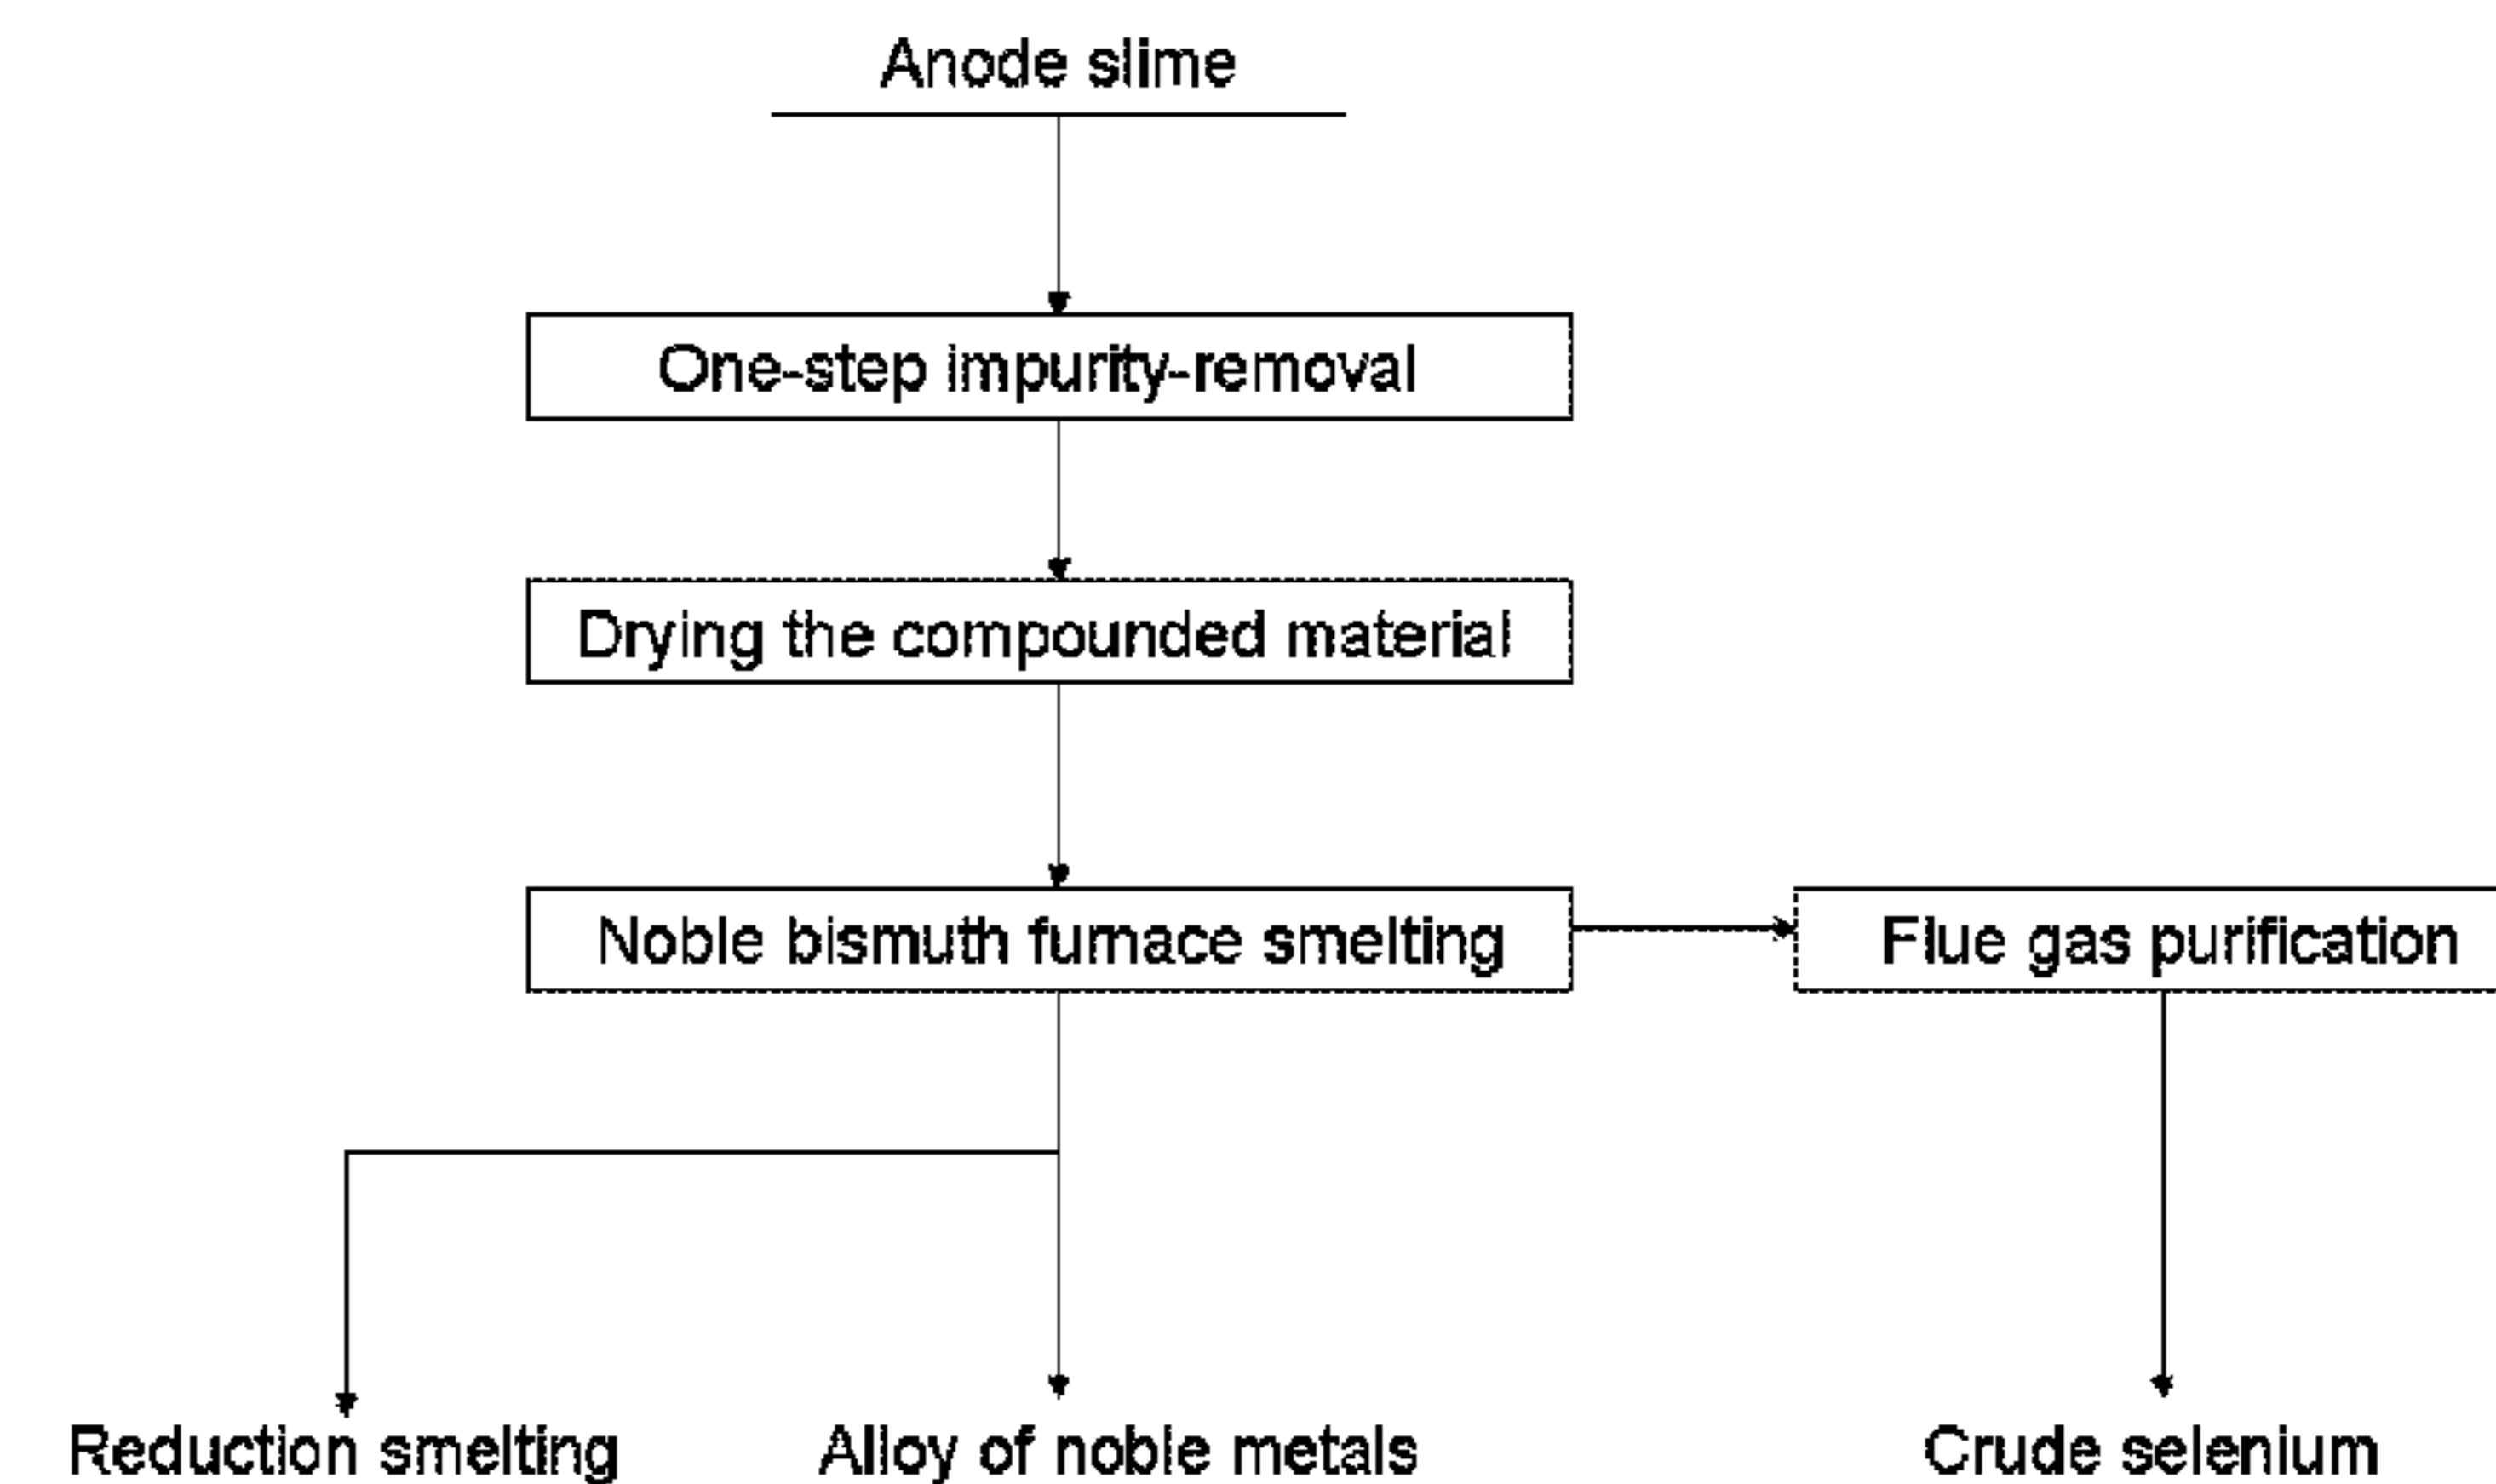 Anode slime
One-step impurity-removal
Drying the compounded material
Noble bismuth furnace smelting
Flue gas purification
Reduction smelting
Alloy of noble metals
Crude selenium